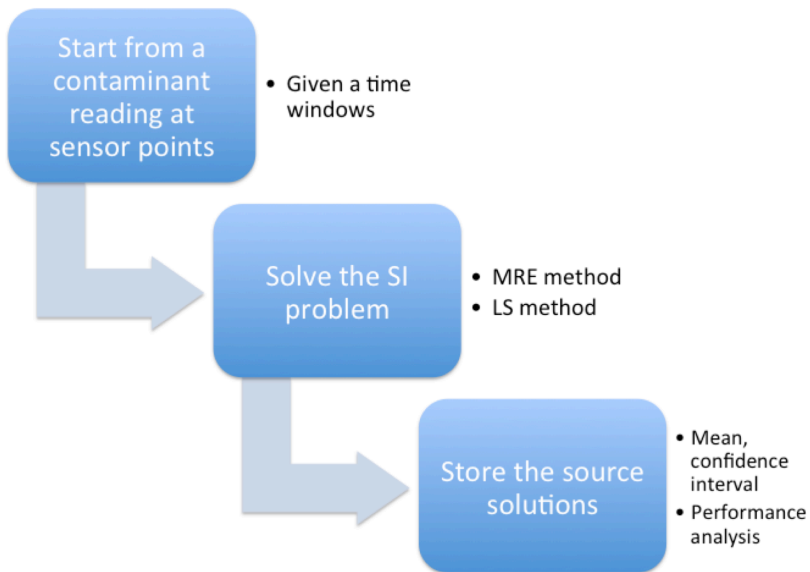 Start from a
contaminant
reading at
sensor points
• Given a time
windows
Solve the SI
problem
• MRE method
• LS method
Store the source
solutions
• Mean,
confidence
interval
• Performance
analysis